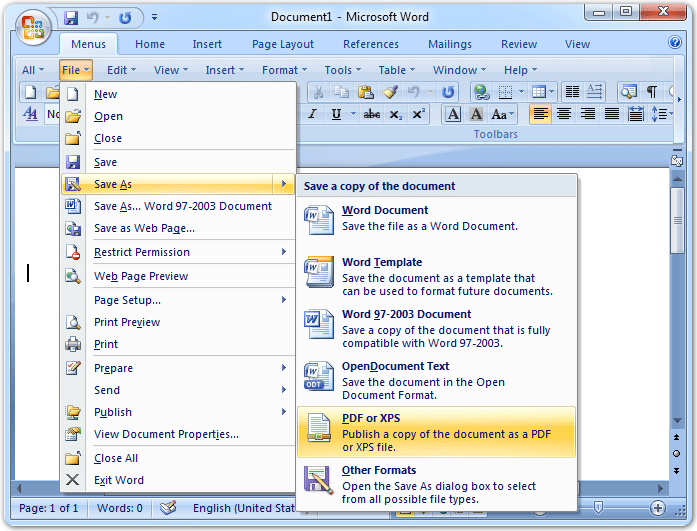 Document1 - Microsoft Word
Menus Home Insert Page Layout References Mailings Review View
All File Edit View Insert Format Tools Table Window Help
New
Open
Close
Save
Save As
Save As... Word 97-2003 Document
Save as Web Page...
Restrict Permission
Web Page Preview
Page Setup...
Print Preview
Print
Prepare
Send
Publish
View Document Properties...
Close All
Exit Word
I U abc x₂ x² A A Aa
Toolbars
Save a copy of the document
Word Document
Save the file as a Word Document.
Word Template
Save the document as a template that
can be used to format future documents.
Word 97-2003 Document
Save a copy of the document that is fully
compatible with Word 97-2003.
ODT
OpenDocument Text
Save the document in the Open
Document Format.
PDF or XPS
Publish a copy of the document as a PDF
or XPS file.
Other Formats
Open the Save As dialog box to select
from all possible file types.
Page: 1 of 1 Words: 0 English (United States